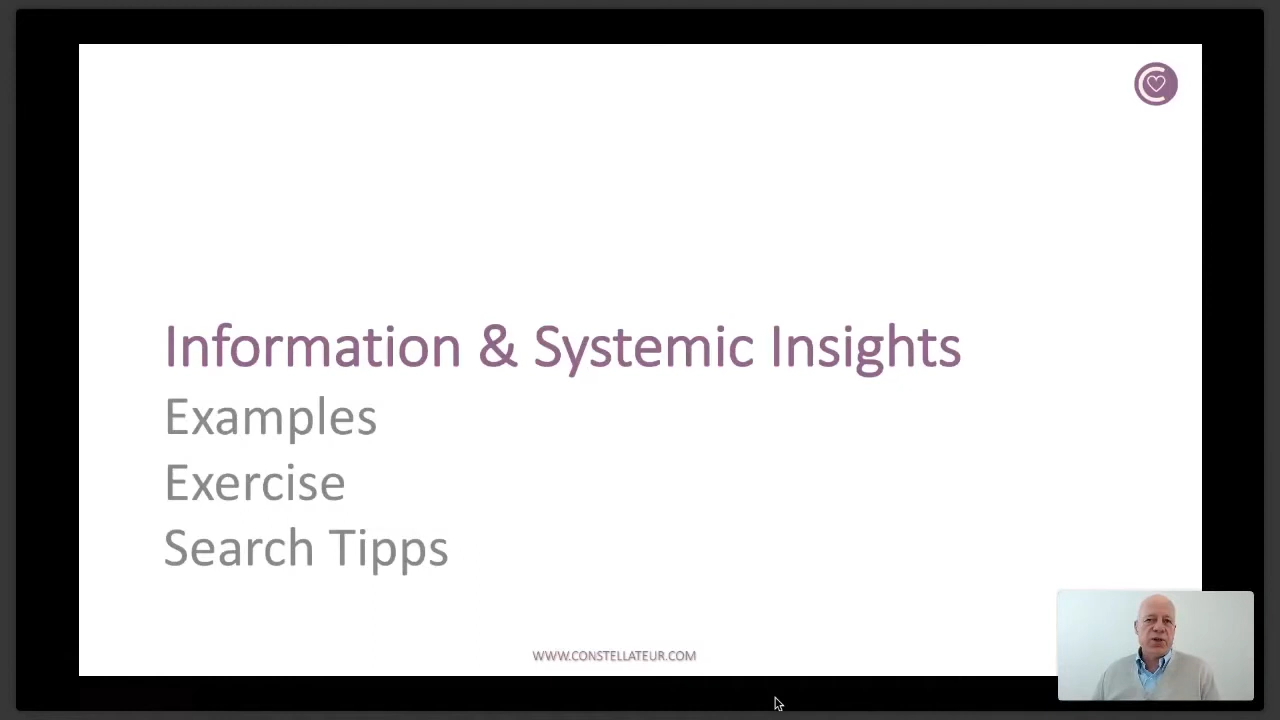 Information & Systemic Insights
Examples
Exercise
Search Tipps
WWW.CONSTELLATEUR.COM